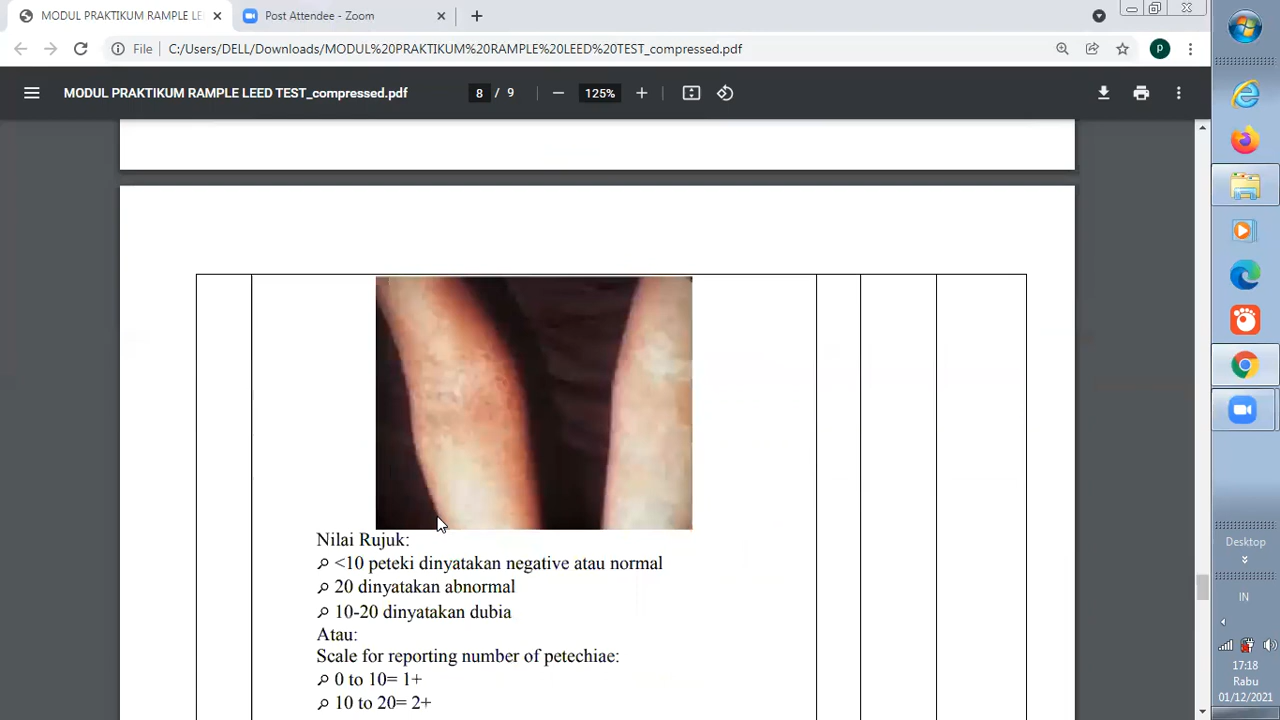 MODUL PRAKTIKUM RAMPLE LEE
Post Attendee - Zoom
File
C:/Users/DELL/Downloads/MODUL%20PRAKTIKUM%20RAMPLE%20LEED%20TEST_compressed.pdf
P
MODUL PRAKTIKUM RAMPLE LEED TEST_compressed.pdf
8 / 9
125%
Nilai Rujuk:
<10 peteki dinyatakan negative atau normal
20 dinyatakan abnormal
10-20 dinyatakan dubia
Atau:
Scale for reporting number of petechiae:
0 to 10= 1+
10 to 20= 2+
Desktop
IN
17:18
Rabu
01/12/2021